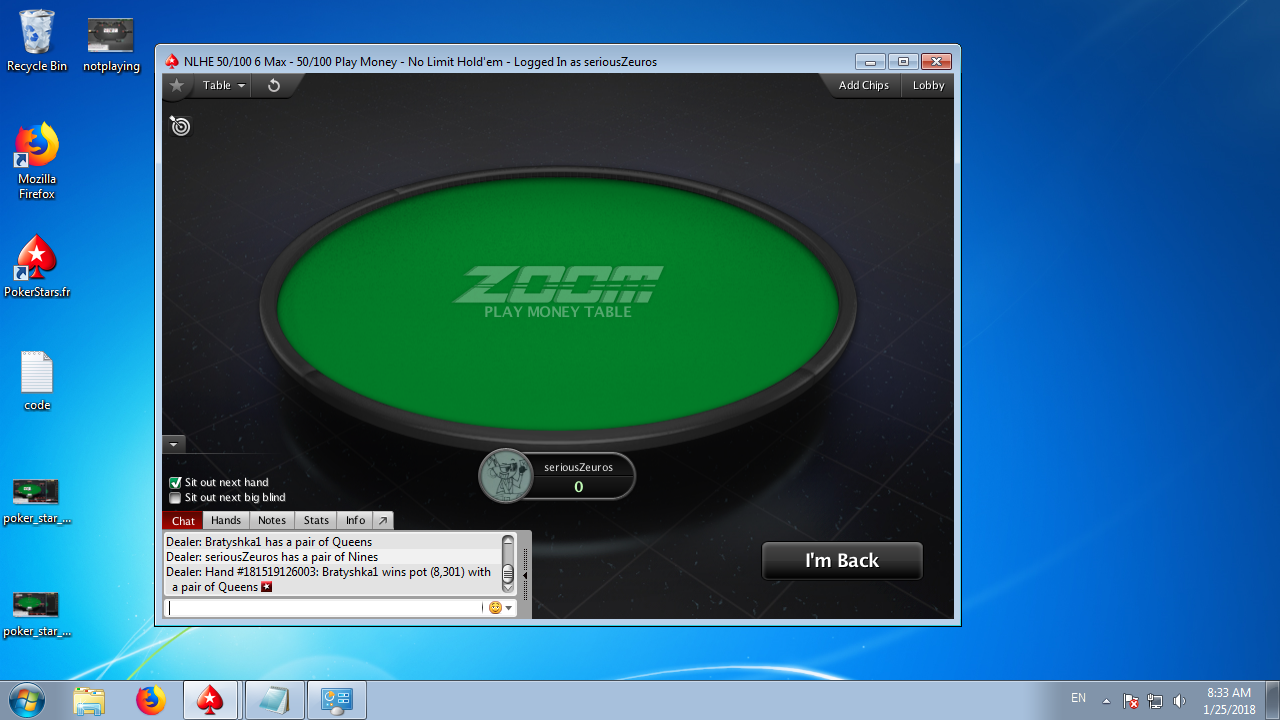 Recycle Bin
notplaying
Mozilla
Firefox
PokerStars.fr
code
poker_star_...
poker_star_...
NLHE 50/100 6 Max - 50/100 Play Money - No Limit Hold'em - Logged In as seriousZeuros
Table
Add Chips
Lobby
ZOOM
PLAY MONEY TABLE
seriousZeuros
0
Sit out next hand
Sit out next big blind
Chat
Hands
Notes
Stats
Info
Dealer: Bratyshka1 has a pair of Queens
Dealer: seriousZeuros has a pair of Nines
Dealer: Hand #181519126003: Bratyshka1 wins pot (8,301) with
a pair of Queens
I'm Back
EN
8:33 AM
1/25/2018